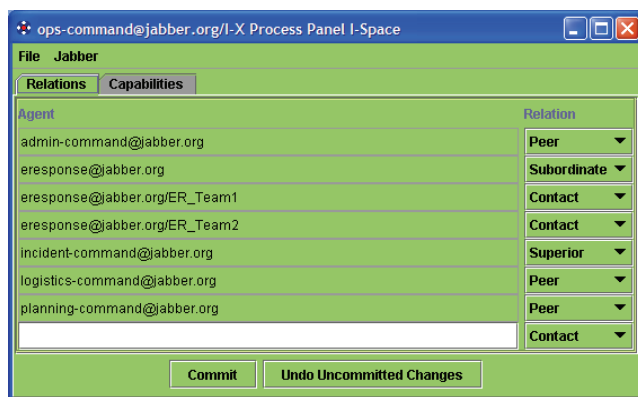 ops-command@jabber.org/I-X Process Panel I-Space
File Jabber
Relations Capabilities
Agent Relation
admin-command@jabber.org Peer
eresponse@jabber.org Subordinate
eresponse@jabber.org/ER_Team1 Contact
eresponse@jabber.org/ER_Team2 Contact
incident-command@jabber.org Superior
logistics-command@jabber.org Peer
planning-command@jabber.org Peer
Contact
Commit Undo Uncommitted Changes